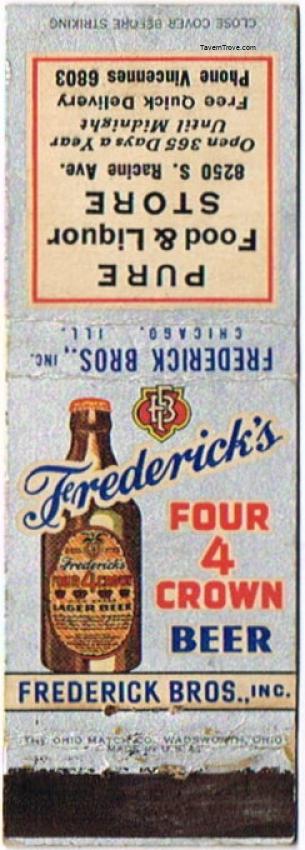 CLOSE COVER BEFORE STRIKING
TavernTrove.com
PURE
Food & Liquor
STORE
8250 S. Racine Ave.
Open 365 Days a Year
Until Midnight
Free Quick Delivery
Phone Vincennes 6803
FREDERICK BROS., INC.
CHICAGO, ILL.
FB
Frederick's
FOUR
4
CROWN
BEER
Frederick's
FOUR 4 CROWN
LAGER BEER
FREDERICK BROS., INC.
THE OHIO MATCH CO. WADSWORTH, OHIO
MADE IN U.S.A.